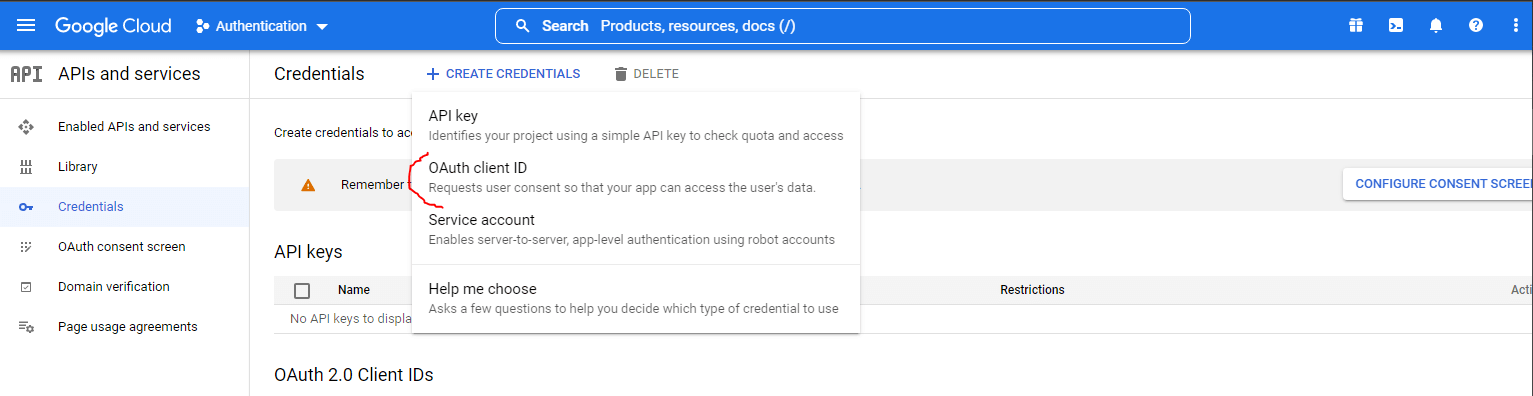 Google Cloud Authentication Search Products, resources, docs (/)
API APIs and services
Enabled APIs and services
Library
Credentials
OAuth consent screen
Domain verification
Page usage agreements
Credentials + CREATE CREDENTIALS DELETE
API key
Identifies your project using a simple API key to check quota and access
OAuth client ID
Requests user consent so that your app can access the user's data.
Service account
Enables server-to-server, app-level authentication using robot accounts
Help me choose
Asks a few questions to help you decide which type of credential to use
Create credentials to
Remember
CONFIGURE CONSENT SCREEN
API keys
Name Restrictions
No API keys to
OAuth 2.0 Client IDs